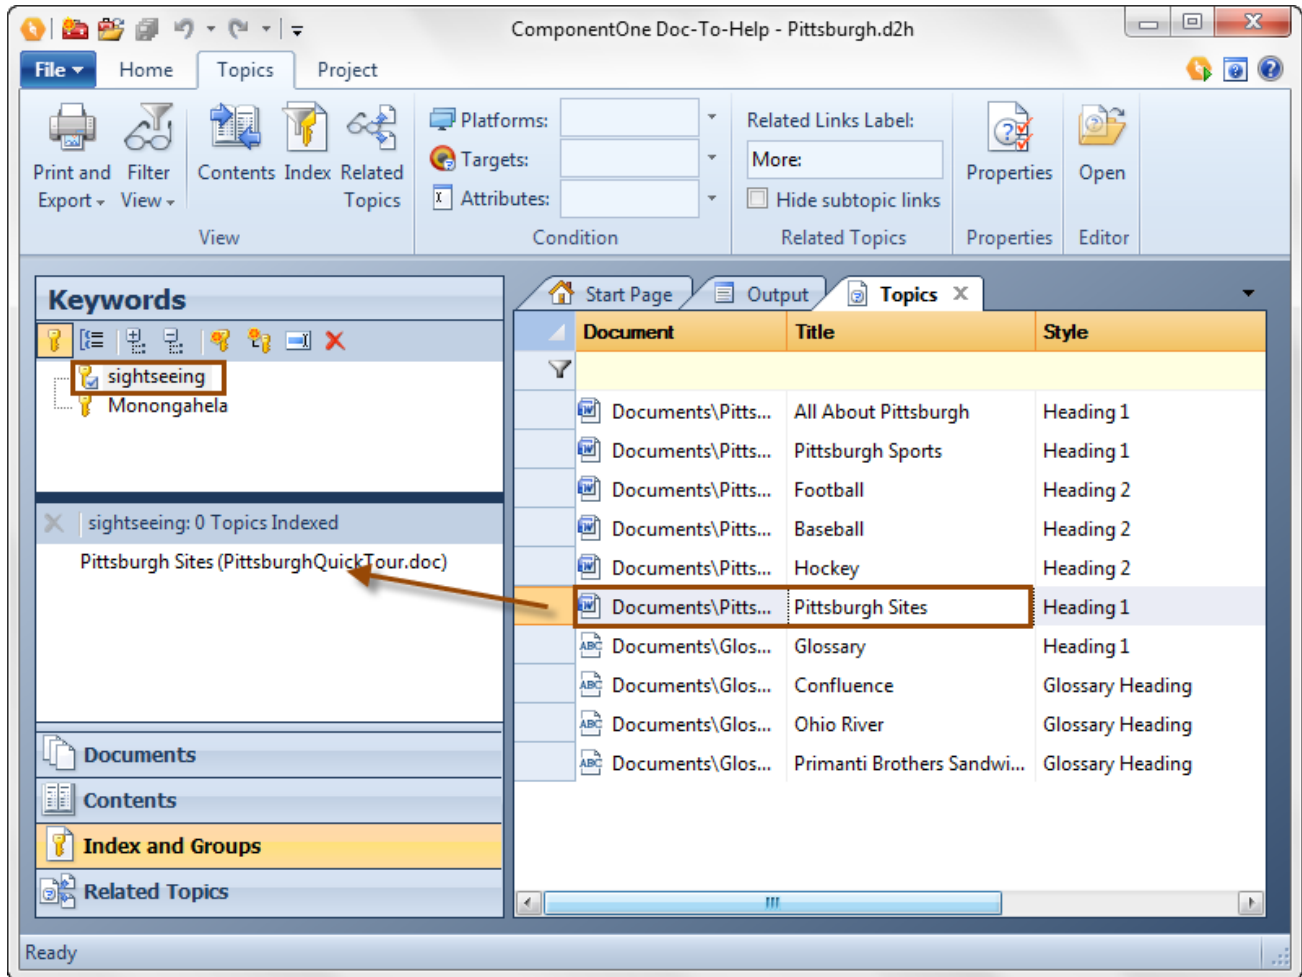 ComponentOne Doc-To-Help - Pittsburgh.d2h
File Home Topics Project
Print and Export
Filter View
Contents
Index
Related Topics
View
Platforms:
Targets:
Attributes:
Condition
Related Links Label:
More:
Hide subtopic links
Related Topics
Properties
Properties
Open
Editor
Keywords
sightseeing
Monongahela
sightseeing: 0 Topics Indexed
Pittsburgh Sites (PittsburghQuickTour.doc)
Documents
Contents
Index and Groups
Related Topics
Start Page Output Topics
Document Title Style
Documents\Pitts... All About Pittsburgh Heading 1
Documents\Pitts... Pittsburgh Sports Heading 1
Documents\Pitts... Football Heading 2
Documents\Pitts... Baseball Heading 2
Documents\Pitts... Hockey Heading 2
Documents\Pitts... Pittsburgh Sites Heading 1
Documents\Glos... Glossary Heading 1
Documents\Glos... Confluence Glossary Heading
Documents\Glos... Ohio River Glossary Heading
Documents\Glos... Primanti Brothers Sandwi... Glossary Heading
Ready